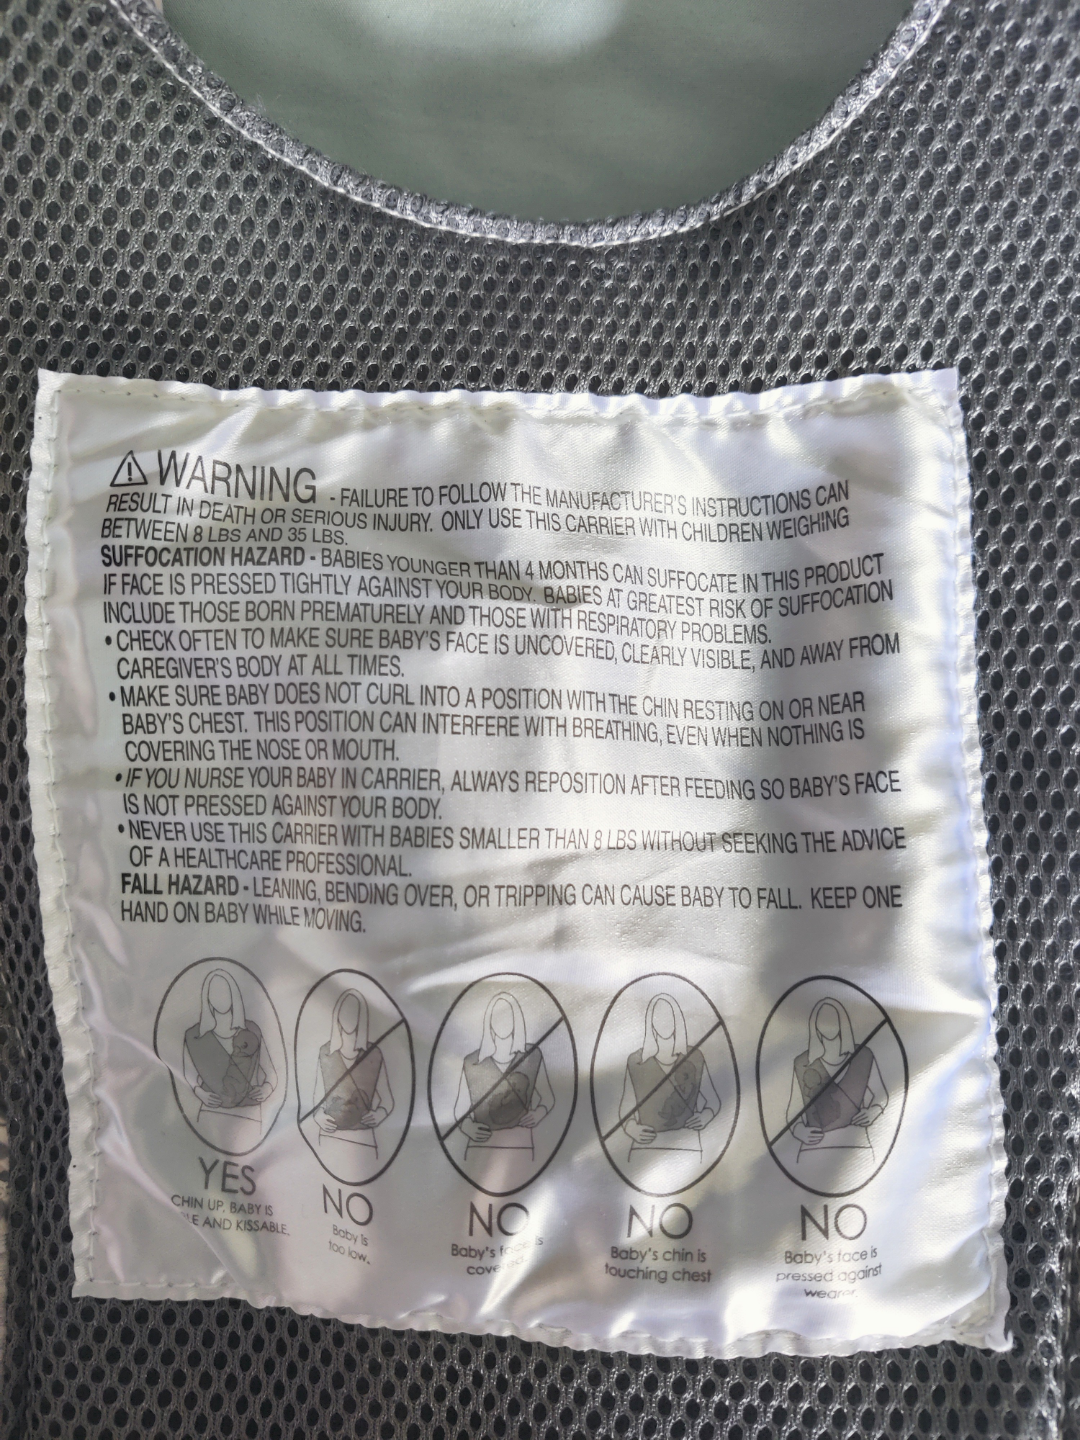 WARNING - FAILURE TO FOLLOW THE MANUFACTURER'S INSTRUCTIONS CAN
RESULT IN DEATH OR SERIOUS INJURY. ONLY USE THIS CARRIER WITH CHILDREN WEIGHING
BETWEEN 8 LBS AND 35 LBS.
SUFFOCATION HAZARD - BABIES YOUNGER THAN 4 MONTHS CAN SUFFOCATE IN THIS PRODUCT
IF FACE IS PRESSED TIGHTLY AGAINST YOUR BODY. BABIES AT GREATEST RISK OF SUFFOCATION
INCLUDE THOSE BORN PREMATURELY AND THOSE WITH RESPIRATORY PROBLEMS.
• CHECK OFTEN TO MAKE SURE BABY'S FACE IS UNCOVERED, CLEARLY VISIBLE, AND AWAY FROM
CAREGIVER'S BODY AT ALL TIMES.
• MAKE SURE BABY DOES NOT CURL INTO A POSITION WITH THE CHIN RESTING ON OR NEAR
BABY'S CHEST. THIS POSITION CAN INTERFERE WITH BREATHING, EVEN WHEN NOTHING IS
COVERING THE NOSE OR MOUTH.
• IF YOU NURSE YOUR BABY IN CARRIER, ALWAYS REPOSITION AFTER FEEDING SO BABY'S FACE
IS NOT PRESSED AGAINST YOUR BODY.
• NEVER USE THIS CARRIER WITH BABIES SMALLER THAN 8 LBS WITHOUT SEEKING THE ADVICE
OF A HEALTHCARE PROFESSIONAL.
FALL HAZARD - LEANING, BENDING OVER, OR TRIPPING CAN CAUSE BABY TO FALL. KEEP ONE
HAND ON BABY WHILE MOVING.
YES
CHIN UP, BABY IS
AND KISSABLE.
NO
Baby is
too low.
NO
Baby's is
NO
Baby's chin is
touching chest
NO
Baby's face is
pressed against
wearer.